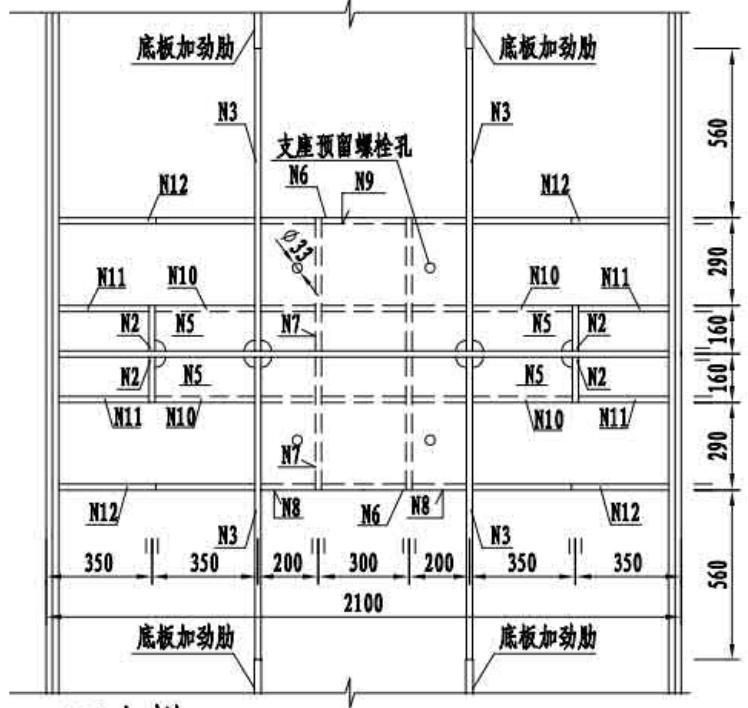 底板加劲肋 底板加劲肋
560
N3 N3
支座预留螺栓孔
N12 N6 N9 N12
Ø33
290
N11 N10 N10 N11
N2 N5 N7 N5 N2
160
N2 N5 N5 N2
160
N11 N10 N10 N11
290
N7
N12 N8 N6 N8 N12
N3 N3
350 350 200 300 200 350 350
560
2100
底板加劲肋 底板加劲肋